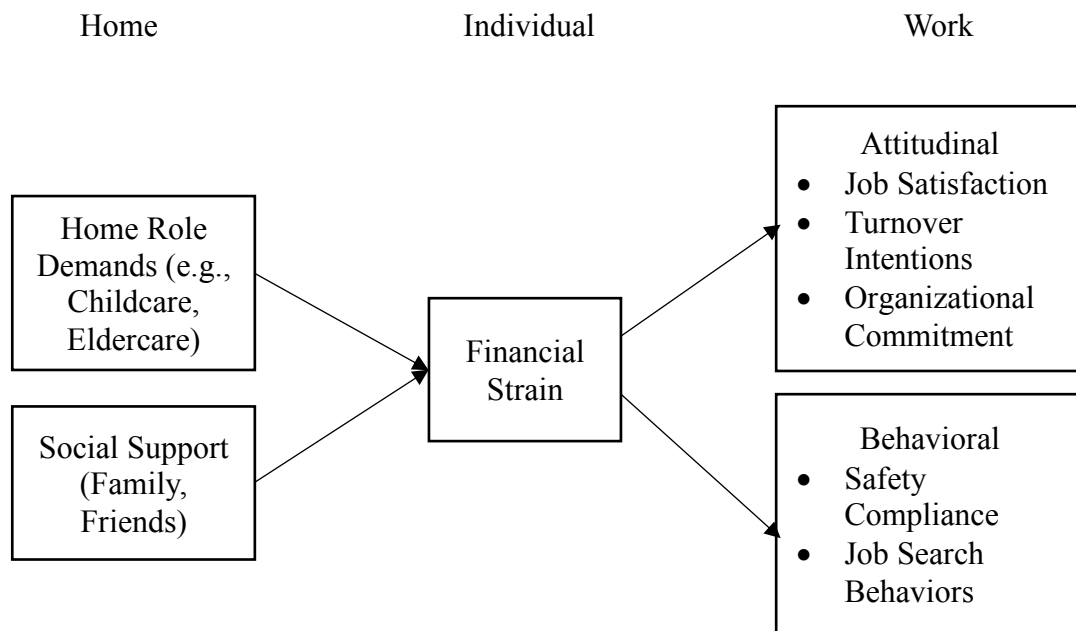 Home
Individual
Work
Home Role
Demands (e.g.,
Childcare,
Eldercare)
Social Support
(Family,
Friends)
Financial
Strain
Attitudinal
• Job Satisfaction
• Turnover
Intentions
• Organizational
Commitment
Behavioral
• Safety
Compliance
• Job Search
Behaviors